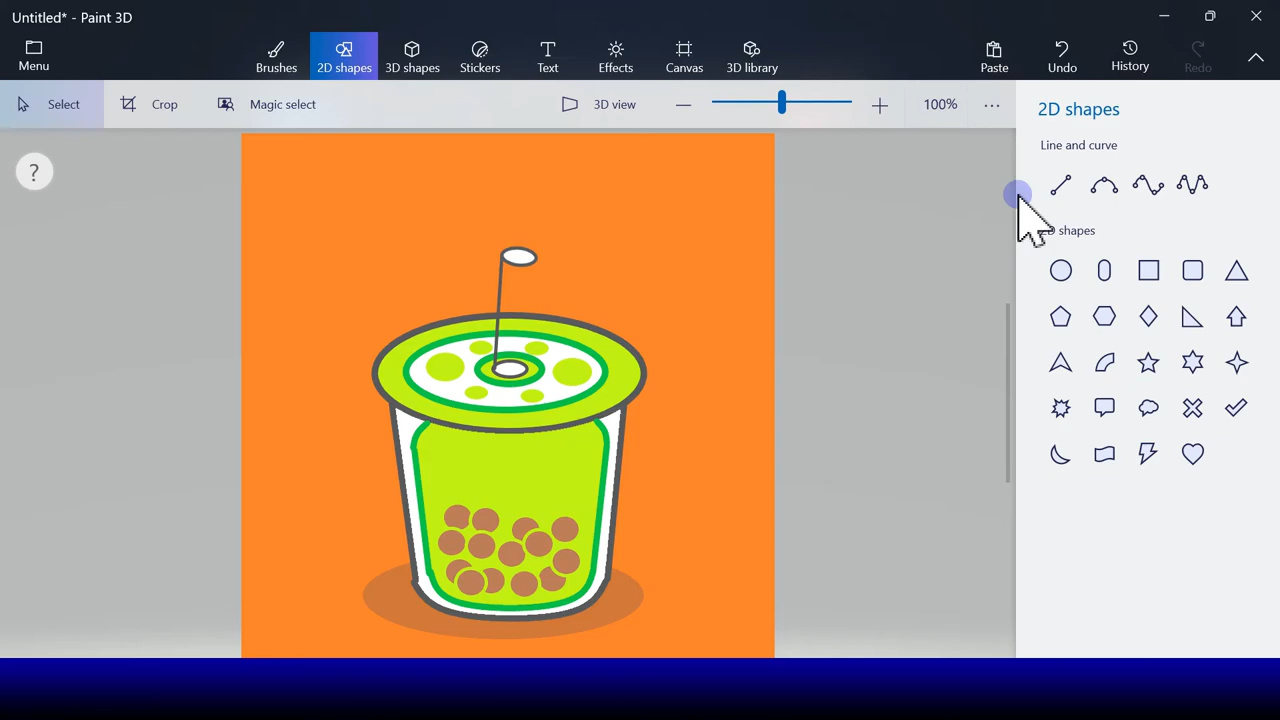 Untitled* - Paint 3D
Menu
Brushes
2D shapes
3D shapes
Stickers
Text
Effects
Canvas
3D library
Paste
Undo
History
Redo
Select
Crop
Magic select
3D view
100%
2D shapes
Line and curve
shapes
?